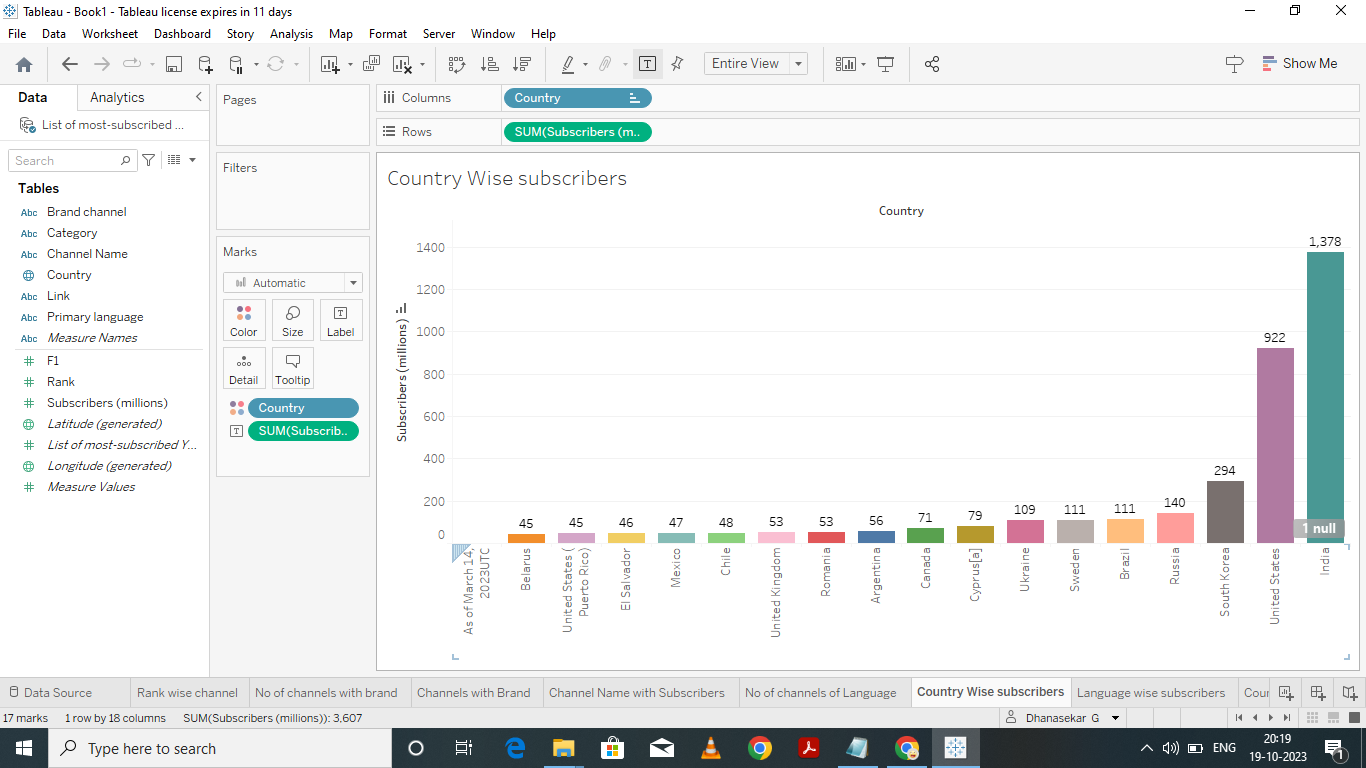 Tableau - Book1 - Tableau license expires in 11 days
File Data Worksheet Dashboard Story Analysis Map Format Server Window Help
Entire View
Show Me
Data Analytics
List of most-subscribed ...
Search
Tables
Abc Brand channel
Abc Category
Abc Channel Name
Country
Abc Link
Abc Primary language
Abc Measure Names
# F1
# Rank
# Subscribers (millions)
Latitude (generated)
# List of most-subscribed Y...
Longitude (generated)
# Measure Values
Pages
Filters
Marks
Automatic
Color Size Label
Detail Tooltip
Country
SUM(Subscrib..
Columns Country
Rows SUM(Subscribers (m..
Country Wise subscribers
Country
Subscribers (millions)
1400
1200
1000
800
600
400
200
0
45
45
46
47
48
53
53
56
71
79
109
111
111
140
294
922
1,378
1 null
As of March 14,
2023UTC
Belarus
United States (
Puerto Rico)
El Salvador
Mexico
Chile
United Kingdom
Romania
Argentina
Canada
Cyprus[a]
Ukraine
Sweden
Brazil
Russia
South Korea
United States
India
Data Source Rank wise channel No of channels with brand Channels with Brand Channel Name with Subscribers No of channels of Language Country Wise subscribers Language wise subscribers
17 marks 1 row by 18 columns SUM(Subscribers (millions)): 3,607
Dhanasekar G
Type here to search
ENG
20:19
19-10-2023
1